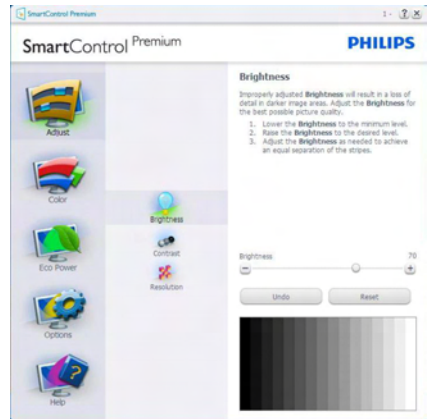 SmartControl Premium
1 - ? X
SmartControl Premium
PHILIPS
Adjust
Color
Eco Power
Options
Help
Brightness
Contrast
Resolution
Brightness
Improperly adjusted Brightness will result in a loss of
detail in darker image areas. Adjust the Brightness for
the best possible picture quality.
1. Lower the Brightness to the minimum level.
2. Raise the Brightness to the desired level.
3. Adjust the Brightness as needed to achieve
an equal separation of the stripes.
Brightness 70
Undo Reset